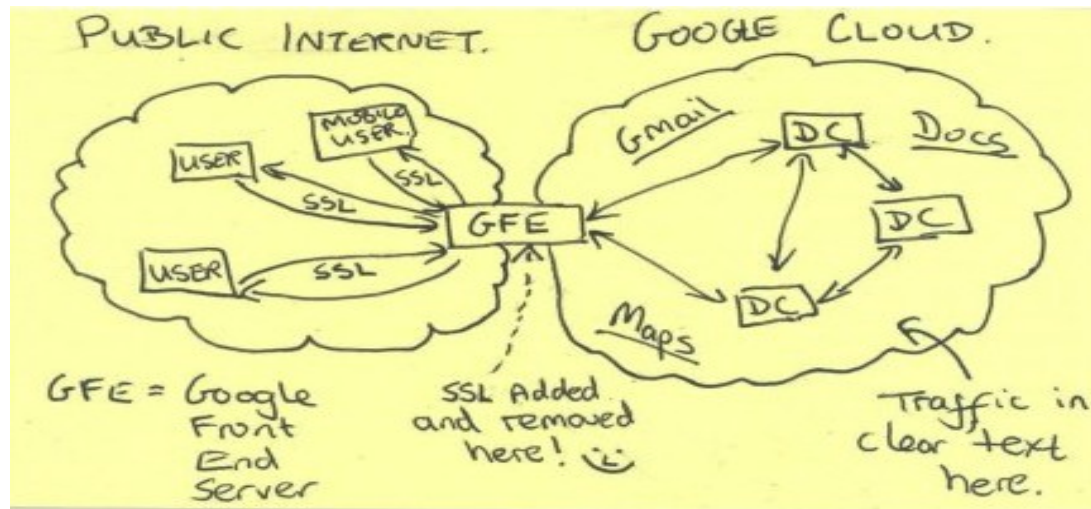 PUBLIC INTERNET.
GOOGLE CLOUD.
MOBILE
USER.
USER
SSL
SSL
USER
SSL
GFE
Gmail
DC
Docs
DC
DC
Maps
GFE = Google
Front
End
Server
SSL Added
and removed
here!
Traffic in
clear text
here.